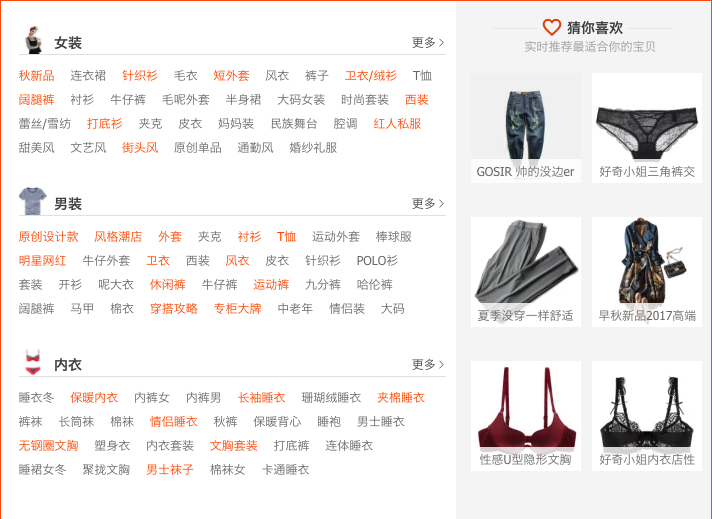 女装 更多
秋新品 连衣裙 针织衫 毛衣 短外套 风衣 裤子 卫衣/绒衫 T恤
阔腿裤 衬衫 牛仔裤 毛呢外套 半身裙 大码女装 时尚套装 西装
蕾丝/雪纺 打底衫 夹克 皮衣 妈妈装 民族舞台 腔调 红人私服
甜美风 文艺风 街头风 原创单品 通勤风 婚纱礼服
男装 更多
原创设计款 风格潮店 外套 夹克 衬衫 T恤 运动外套 棒球服
明星网红 牛仔外套 卫衣 西装 风衣 皮衣 针织衫 POLO衫
套装 开衫 呢大衣 休闲裤 牛仔裤 运动裤 九分裤 哈伦裤
阔腿裤 马甲 棉衣 穿搭攻略 专柜大牌 中老年 情侣装 大码
内衣 更多
睡衣冬 保暖内衣 内裤女 内裤男 长袖睡衣 珊瑚绒睡衣 夹棉睡衣
裤袜 长筒袜 棉袜 情侣睡衣 秋裤 保暖背心 睡袍 男士睡衣
无钢圈文胸 塑身衣 内衣套装 文胸套装 打底裤 连体睡衣
睡裙女冬 聚拢文胸 男士袜子 棉袜女 卡通睡衣
猜你喜欢
实时推荐最适合你的宝贝
GOSIR 帅的没边er 好奇小姐三角裤交
夏季没穿一样舒适 早秋新品2017高端
性感U型隐形文胸 好奇小姐内衣店性